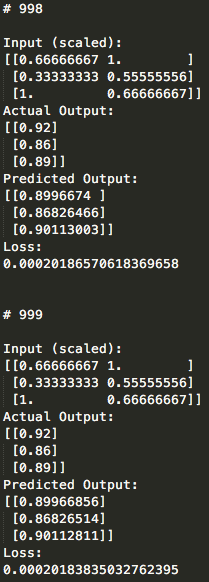 # 998
Input (scaled):
[[0.66666667 1.        ]
 [0.33333333 0.55555556]
 [1.         0.66666667]]
Actual Output:
[[0.92]
 [0.86]
 [0.89]]
Predicted Output:
[[0.8996674 ]
 [0.86826466]
 [0.90113003]]
Loss:
0.00020186570618369658
# 999
Input (scaled):
[[0.66666667 1.        ]
 [0.33333333 0.55555556]
 [1.         0.66666667]]
Actual Output:
[[0.92]
 [0.86]
 [0.89]]
Predicted Output:
[[0.89966856]
 [0.86826514]
 [0.90112811]]
Loss:
0.00020183835032762395